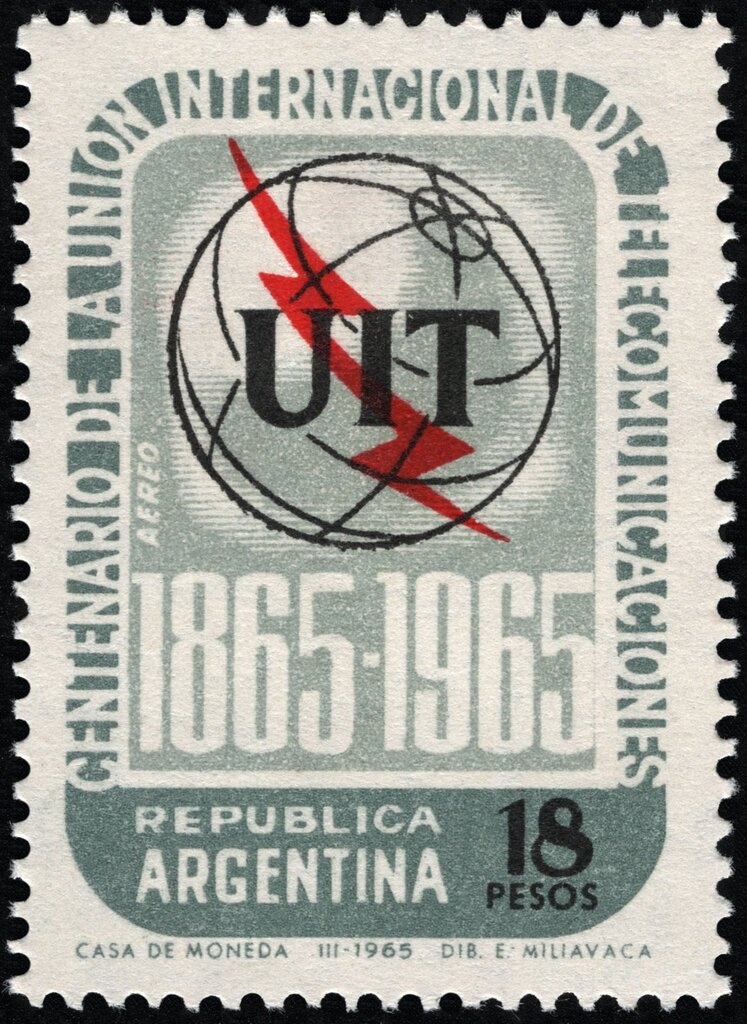 CENTENARIO DE LA UNION INTERNACIONAL DE TELECOMUNICACIONES
UIT
AEREO
1865-1965
REPUBLICA
ARGENTINA
18
PESOS
CASA DE MONEDA III-1965 DIB. E. MILIAVACA